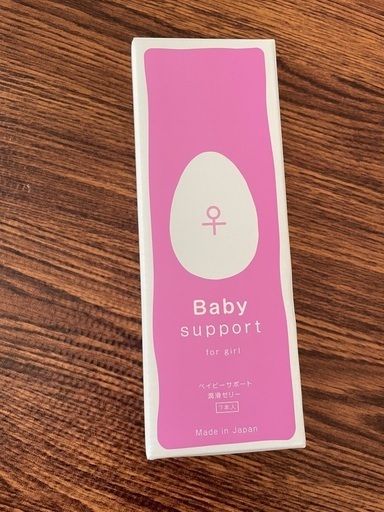 Baby
support
for girl
ベイビーサポート
潤滑ゼリー
7本入
Made in Japan